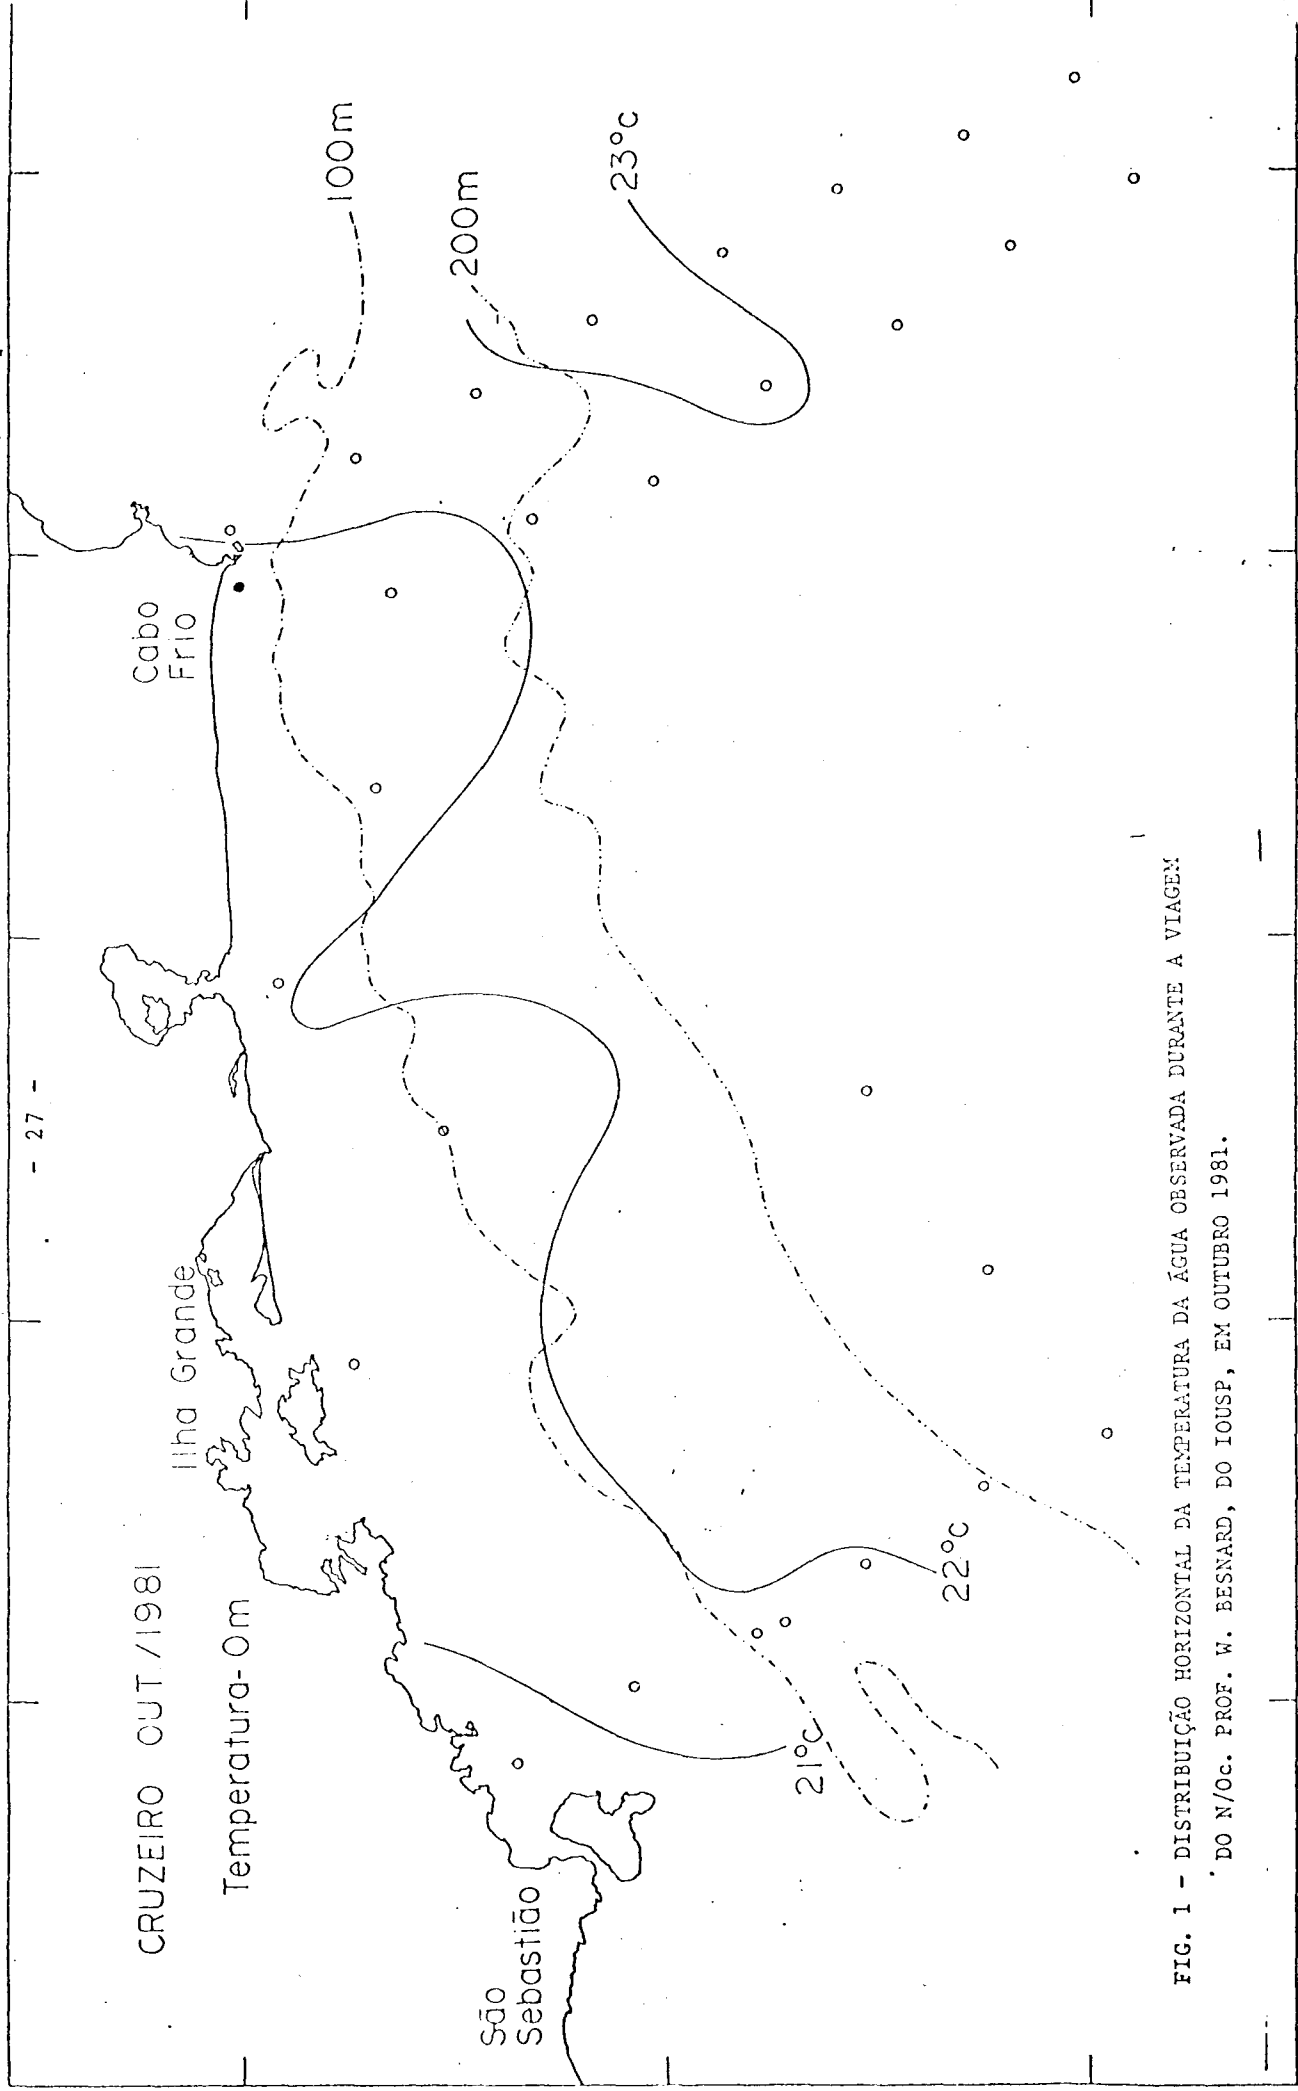 - 27 -
CRUZEIRO OUT/1981
Temperatura-0m
São
Sebastião
Ilha Grande
Cabo
Frio
100m
200m
23°C
22°C
21°C
FIG. 1 - DISTRIBUIÇÃO HORIZONTAL DA TEMPERATURA DA ÁGUA OBSERVADA DURANTE A VIAGEM
DO N/Oc. PROF. W. BESNARD, DO IOUSP, EM OUTUBRO 1981.